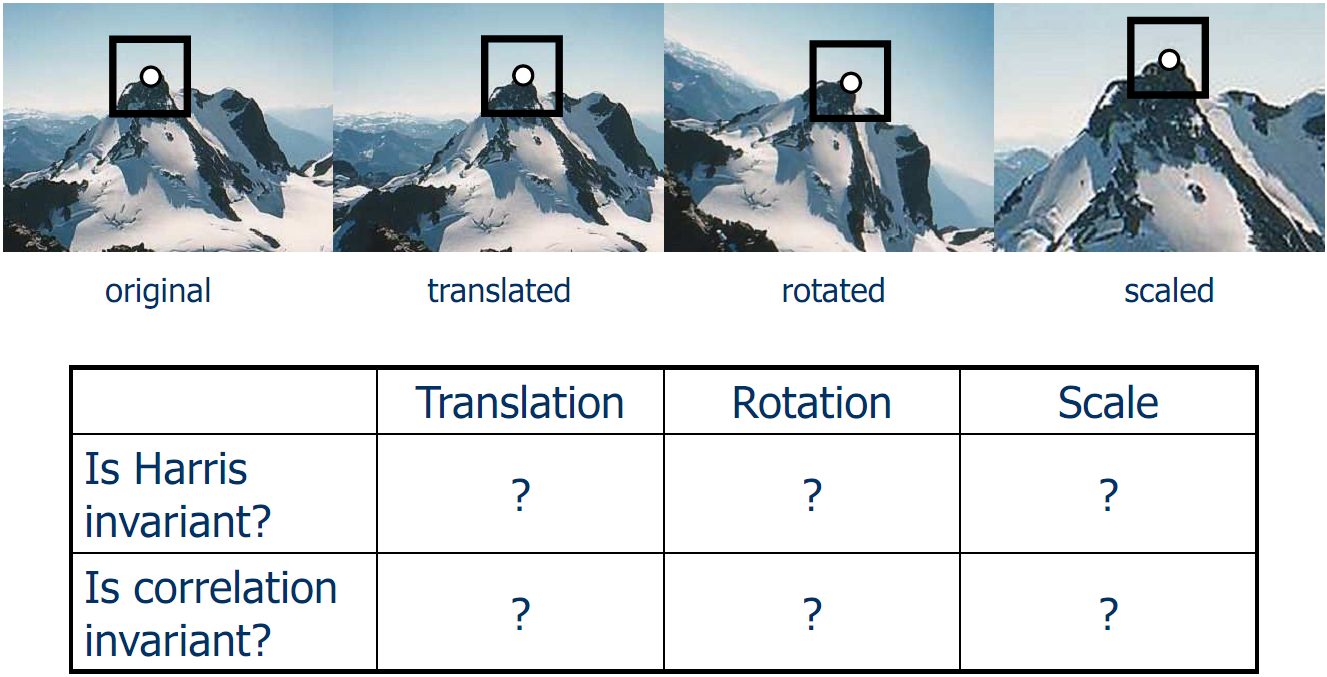 original translated rotated scaled
Translation Rotation Scale
Is Harris
invariant?
? ? ?
Is correlation
invariant?
? ? ?